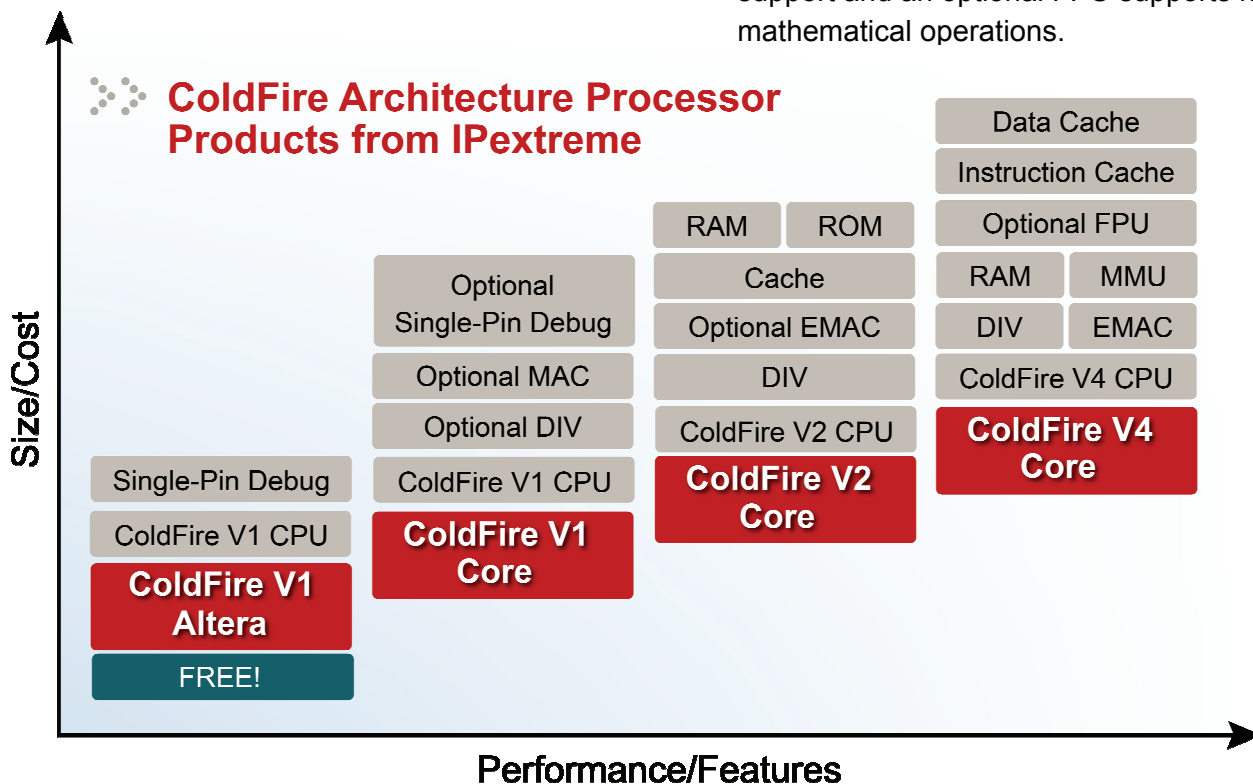 mathematical operations.
ColdFire Architecture Processor
Products from IPextreme
Size/Cost
Single-Pin Debug
ColdFire V1 CPU
ColdFire V1
Altera
FREE!
Optional
Single-Pin Debug
Optional MAC
Optional DIV
ColdFire V1 CPU
ColdFire V1
Core
RAM ROM
Cache
Optional EMAC
DIV
ColdFire V2 CPU
ColdFire V2
Core
Data Cache
Instruction Cache
Optional FPU
RAM MMU
DIV EMAC
ColdFire V4 CPU
ColdFire V4
Core
Performance/Features